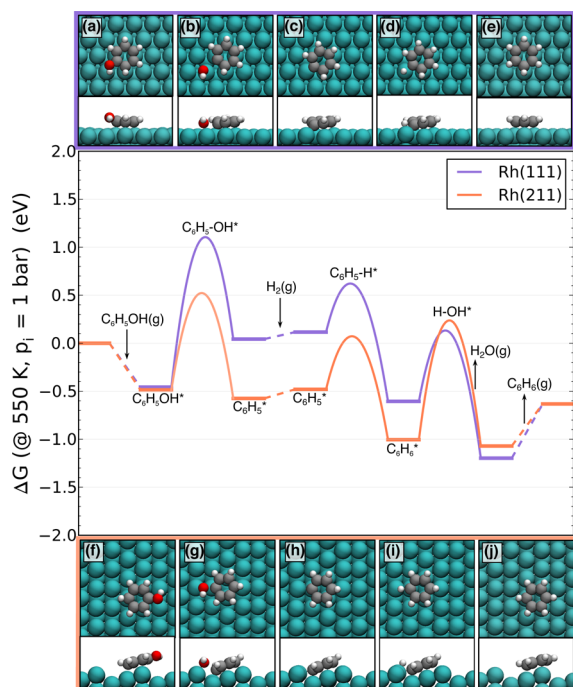 (a) (b) (c) (d) (e)
2.0
Rh(111)
1.5
Rh(211)
C₆H₅-OH*
1.0
H₂(g)
C₆H₅-H*
0.5
C₆H₅OH(g)
H-OH*
0.0
H₂O(g)
C₆H₆(g)
−0.5
C₆H₅OH*
C₆H₅*
C₆H₅*
−1.0
C₆H₆*
−1.5
−2.0
ΔG (@ 550 K, pᵢ = 1 bar) (eV)
(f) (g) (h) (i) (j)